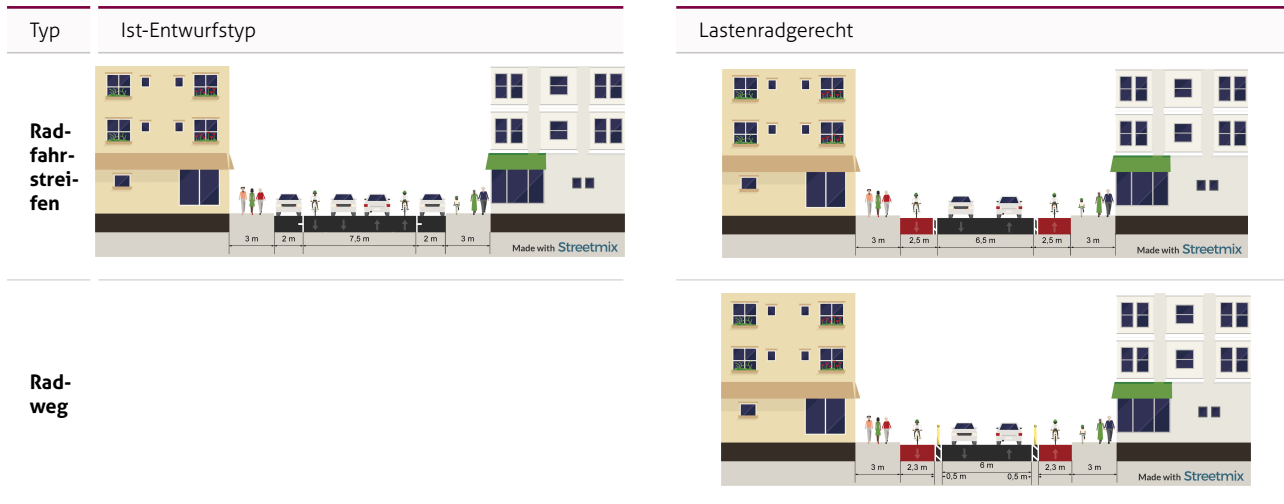 Typ Ist-Entwurfstyp Lastenradgerecht
Rad-
fahr-
strei-
fen
3 m 2 m 7,5 m 2 m 3 m
Made with Streetmix
3 m 2,5 m 6,5 m 2,5 m 3 m
Made with Streetmix
Rad-
weg
3 m 2,3 m 6 m 2,3 m 3 m
0,5 m 0,5 m
Made with Streetmix